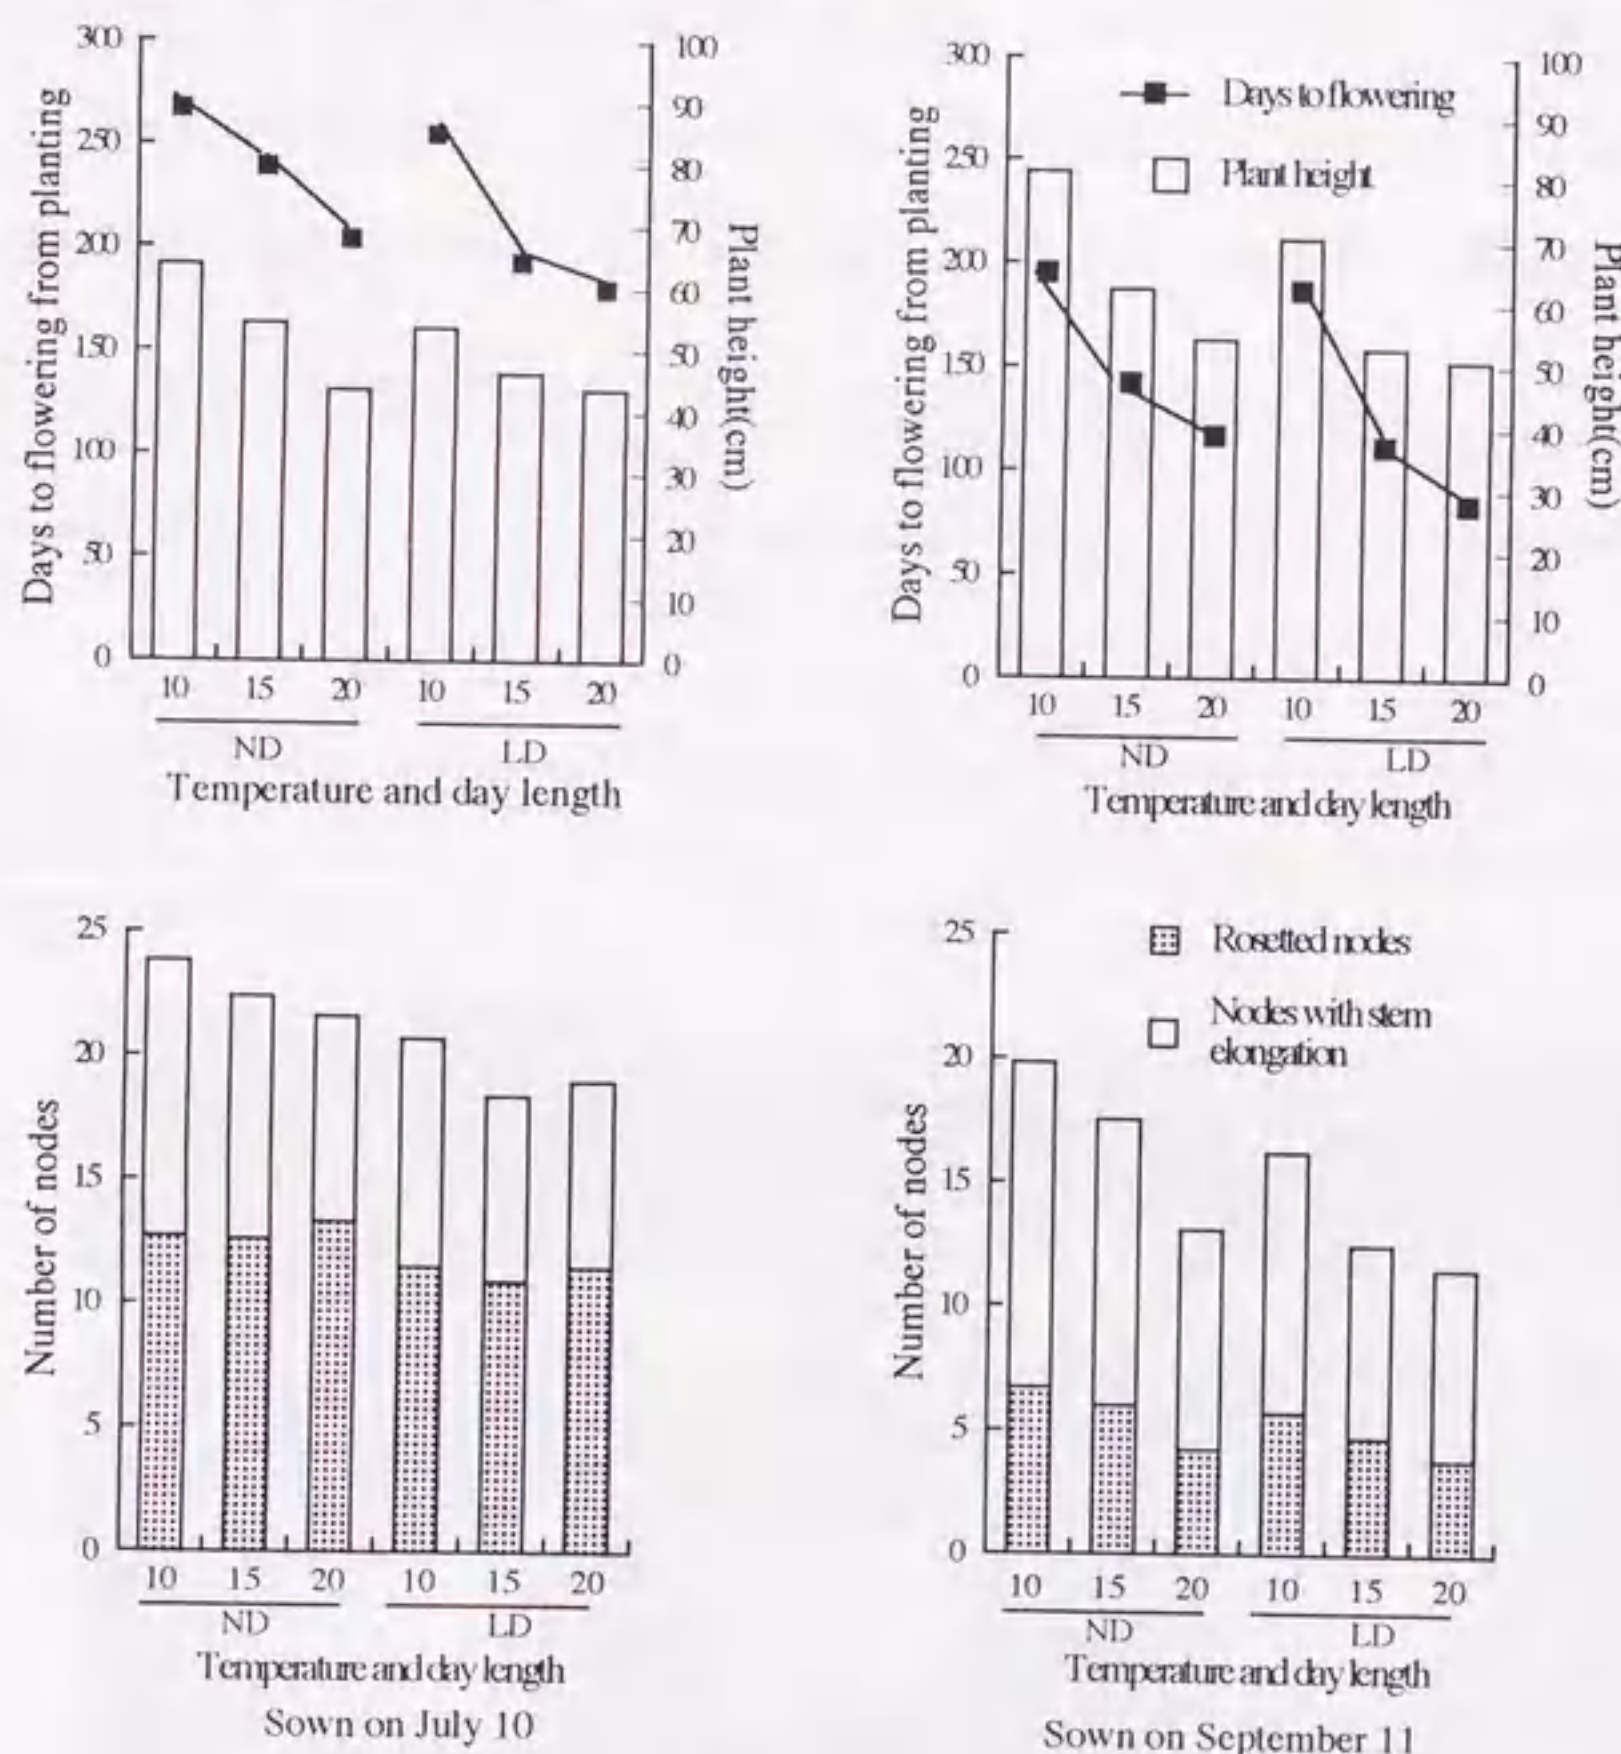 300
250
200
150
100
50
0
Days to flowering from planting
100
90
80
70
60
50
40
30
20
10
0
Plant height(cm)
10 15 20 10 15 20
ND LD
Temperature and day length
300
250
200
150
100
50
0
Days to flowering from planting
Days to flowering
Plant height
100
90
80
70
60
50
40
30
20
10
0
Plant height(cm)
10 15 20 10 15 20
ND LD
Temperature and day length
25
20
15
10
5
0
Number of nodes
10 15 20 10 15 20
ND LD
Temperature and day length
Sown on July 10
25
20
15
10
5
0
Number of nodes
Rosetted nodes
Nodes with stem
elongation
10 15 20 10 15 20
ND LD
Temperature and day length
Sown on September 11